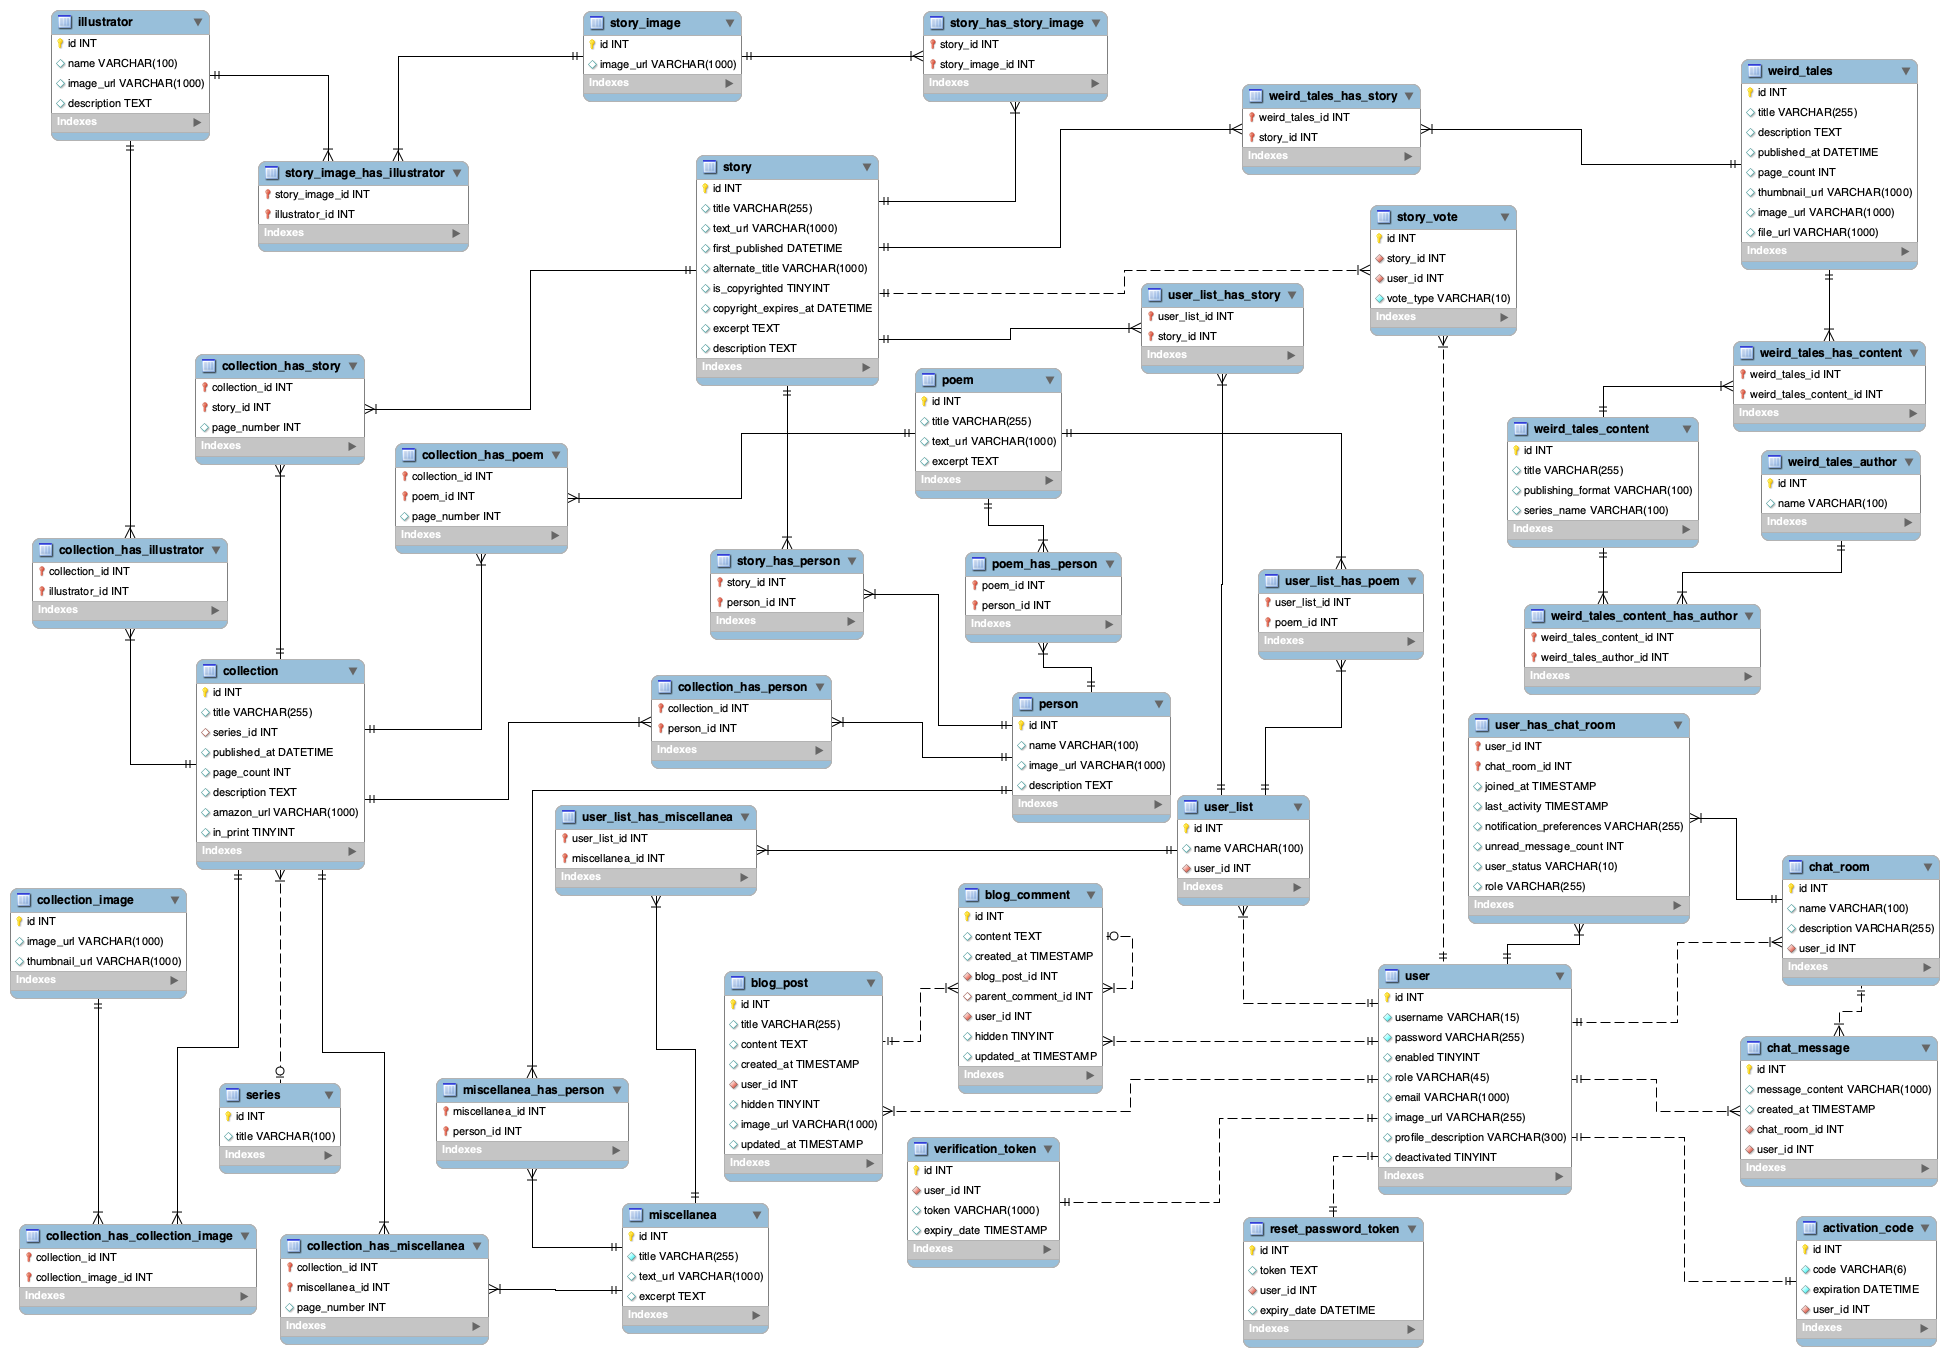 illustrator
id INT
name VARCHAR(100)
image_url VARCHAR(1000)
description TEXT
Indexes
story_image
id INT
image_url VARCHAR(1000)
Indexes
story_has_story_image
story_id INT
story_image_id INT
Indexes
weird_tales_has_story
weird_tales_id INT
story_id INT
Indexes
weird_tales
id INT
title VARCHAR(255)
description TEXT
published_at DATETIME
page_count INT
thumbnail_url VARCHAR(1000)
image_url VARCHAR(1000)
file_url VARCHAR(1000)
Indexes
story_image_has_illustrator
story_image_id INT
illustrator_id INT
Indexes
story
id INT
title VARCHAR(255)
text_url VARCHAR(1000)
first_published DATETIME
alternate_title VARCHAR(1000)
is_copyrighted TINYINT
copyright_expires_at DATETIME
excerpt TEXT
description TEXT
Indexes
story_vote
id INT
story_id INT
user_id INT
vote_type VARCHAR(10)
Indexes
user_list_has_story
user_list_id INT
story_id INT
Indexes
weird_tales_has_content
weird_tales_id INT
weird_tales_content_id INT
Indexes
collection_has_story
collection_id INT
story_id INT
page_number INT
Indexes
poem
id INT
title VARCHAR(255)
text_url VARCHAR(1000)
excerpt TEXT
Indexes
collection_has_poem
collection_id INT
poem_id INT
page_number INT
Indexes
weird_tales_content
id INT
title VARCHAR(255)
publishing_format VARCHAR(100)
series_name VARCHAR(100)
Indexes
weird_tales_author
id INT
name VARCHAR(100)
Indexes
collection_has_illustrator
collection_id INT
illustrator_id INT
Indexes
story_has_person
story_id INT
person_id INT
Indexes
poem_has_person
poem_id INT
person_id INT
Indexes
user_list_has_poem
user_list_id INT
poem_id INT
Indexes
weird_tales_content_has_author
weird_tales_content_id INT
weird_tales_author_id INT
Indexes
collection
id INT
title VARCHAR(255)
series_id INT
published_at DATETIME
page_count INT
description TEXT
amazon_url VARCHAR(1000)
in_print TINYINT
Indexes
collection_has_person
collection_id INT
person_id INT
Indexes
person
id INT
name VARCHAR(100)
image_url VARCHAR(1000)
description TEXT
Indexes
user_has_chat_room
user_id INT
chat_room_id INT
joined_at TIMESTAMP
last_activity TIMESTAMP
notification_preferences VARCHAR(255)
unread_message_count INT
user_status VARCHAR(10)
role VARCHAR(255)
Indexes
user_list_has_miscellanea
user_list_id INT
miscellanea_id INT
Indexes
user_list
id INT
name VARCHAR(100)
user_id INT
Indexes
chat_room
id INT
name VARCHAR(100)
description VARCHAR(255)
user_id INT
Indexes
collection_image
id INT
image_url VARCHAR(1000)
thumbnail_url VARCHAR(1000)
Indexes
blog_comment
id INT
content TEXT
created_at TIMESTAMP
blog_post_id INT
parent_comment_id INT
user_id INT
hidden TINYINT
updated_at TIMESTAMP
Indexes
blog_post
id INT
title VARCHAR(255)
content TEXT
created_at TIMESTAMP
user_id INT
hidden TINYINT
image_url VARCHAR(1000)
updated_at TIMESTAMP
Indexes
user
id INT
username VARCHAR(15)
password VARCHAR(255)
enabled TINYINT
role VARCHAR(45)
email VARCHAR(1000)
image_url VARCHAR(255)
profile_description VARCHAR(300)
deactivated TINYINT
Indexes
chat_message
id INT
message_content VARCHAR(1000)
created_at TIMESTAMP
chat_room_id INT
user_id INT
Indexes
series
id INT
title VARCHAR(100)
Indexes
miscellanea_has_person
miscellanea_id INT
person_id INT
Indexes
verification_token
id INT
user_id INT
token VARCHAR(1000)
expiry_date TIMESTAMP
Indexes
collection_has_collection_image
collection_id INT
collection_image_id INT
Indexes
collection_has_miscellanea
collection_id INT
miscellanea_id INT
page_number INT
Indexes
miscellanea
id INT
title VARCHAR(255)
text_url VARCHAR(1000)
excerpt TEXT
Indexes
reset_password_token
id INT
token TEXT
user_id INT
expiry_date DATETIME
Indexes
activation_code
id INT
code VARCHAR(6)
expiration DATETIME
user_id INT
Indexes